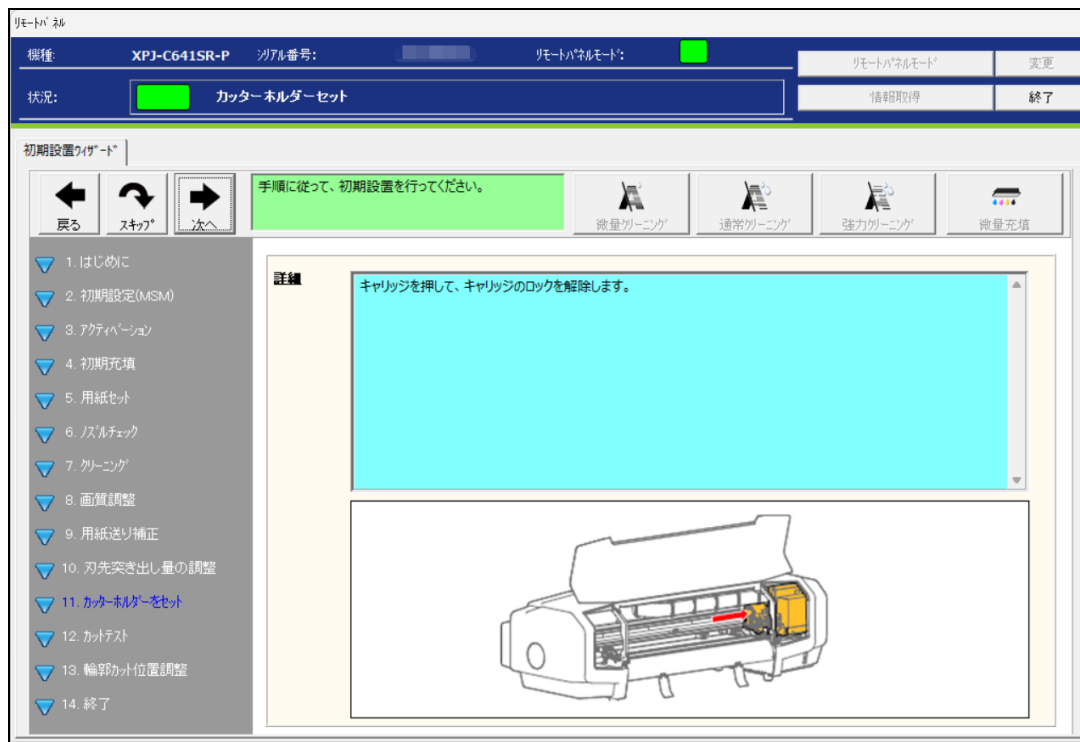 リモートパネル
機種: XPJ-C641SR-P シリアル番号: リモートパネルモード: リモートパネルモード 変更
状況: カッターホルダーセット 情報取得 終了
初期設置ウィザード
戻る スキップ 次へ 手順に従って、初期設置を行ってください。 微量クリーニング 通常クリーニング 強力クリーニング 微量充填
1. はじめに
2. 初期設定(MSM)
3. アクティベーション
4. 初期充填
5. 用紙セット
6. ノズルチェック
7. クリーニング
8. 画質調整
9. 用紙送り補正
10. 刃先突き出し量の調整
11. カッターホルダーをセット
12. カットテスト
13. 輪郭カット位置調整
14. 終了
詳細
キャリッジを押して、キャリッジのロックを解除します。